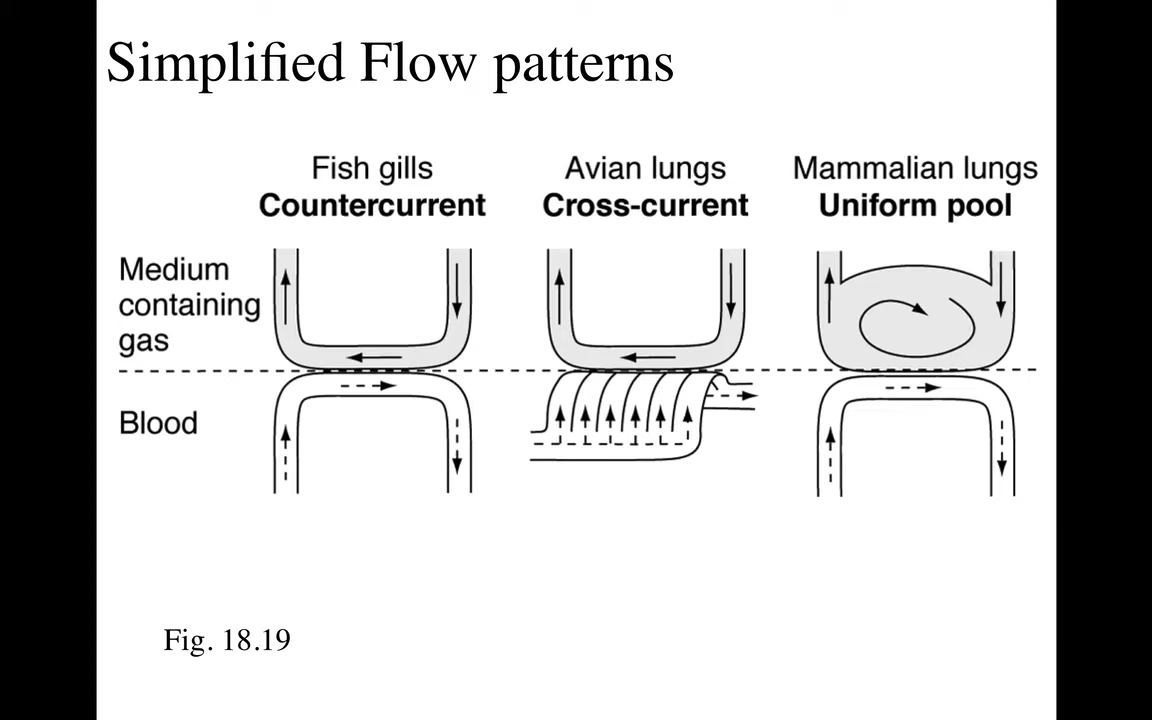 Simplified Flow patterns
Fish gills
Countercurrent
Avian lungs
Cross-current
Mammalian lungs
Uniform pool
Medium
containing
gas
Blood
Fig. 18.19